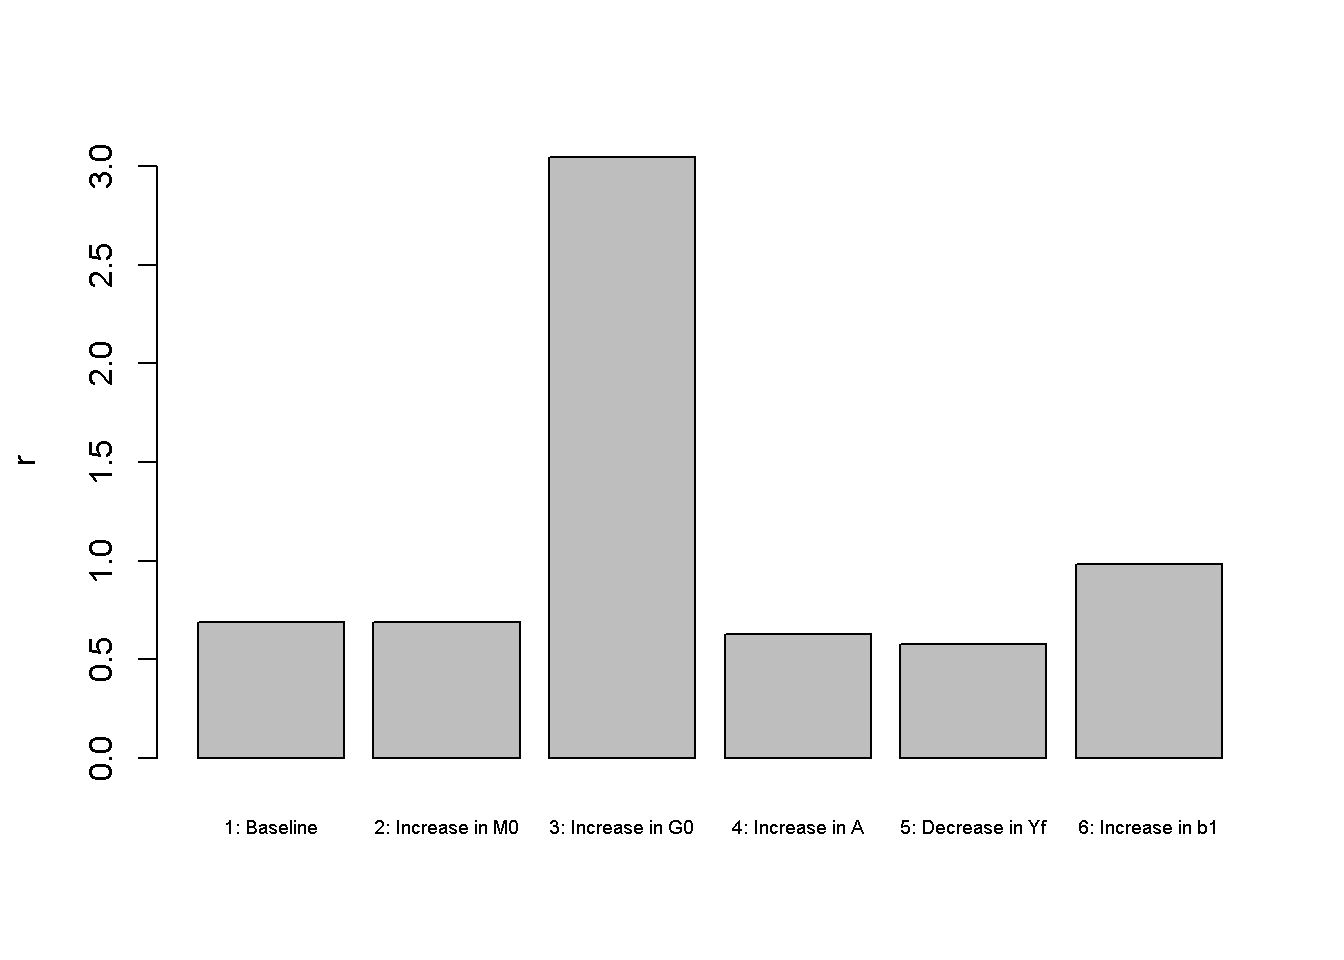 r
3.0
2.5
2.0
1.5
1.0
0.5
0.0
1: Baseline
2: Increase in M0
3: Increase in G0
4: Increase in A
5: Decrease in Yf
6: Increase in b1